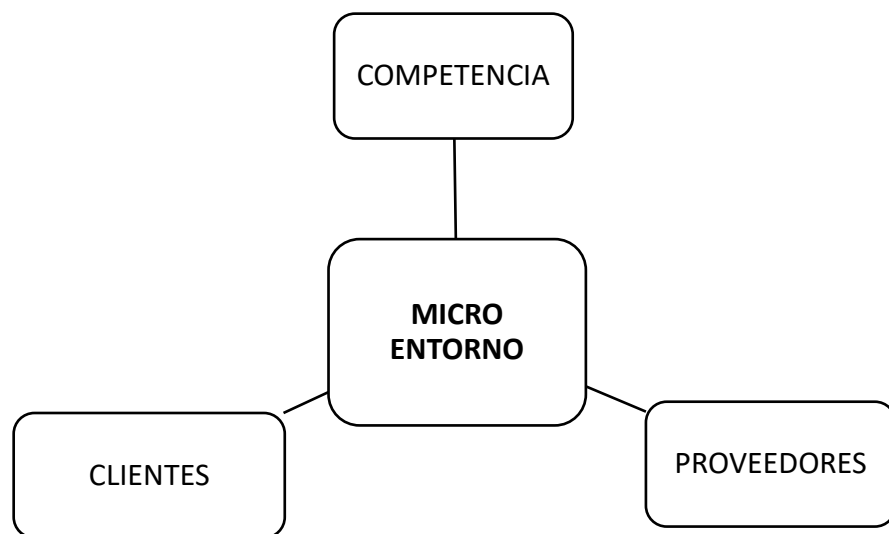 COMPETENCIA
MICRO
ENTORNO
CLIENTES
PROVEEDORES